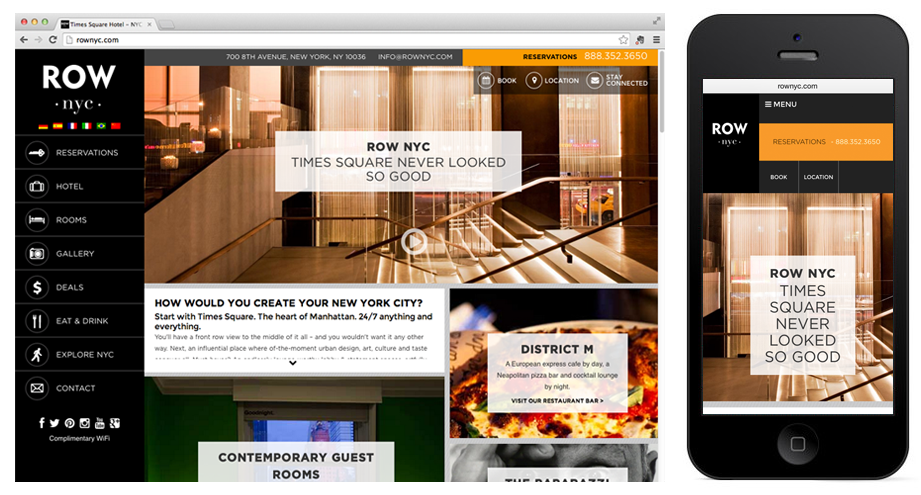 Times Square Hotel – NYC
rownyc.com
700 8TH AVENUE, NEW YORK, NY 10036 INFO@ROWNYC.COM RESERVATIONS 888.352.3650
BOOK LOCATION STAY CONNECTED
ROW
nyc
RESERVATIONS
HOTEL
ROOMS
GALLERY
DEALS
EAT & DRINK
EXPLORE NYC
CONTACT
Complimentary WiFi
ROW NYC
TIMES SQUARE NEVER LOOKED
SO GOOD
HOW WOULD YOU CREATE YOUR NEW YORK CITY?
Start with Times Square. The heart of Manhattan. 24/7 anything and
everything.
You'll have a front row view to the middle of it all – and you wouldn't want it any other
way. Next, an influential place where of-the-moment urban design, art, culture and taste
DISTRICT M
A European express cafe by day, a
Neapolitan pizza bar and cocktail lounge
by night.
VISIT OUR RESTAURANT BAR >
Goodnight.
CONTEMPORARY GUEST
ROOMS
THE PAPARAZZI
rownyc.com
ROW
nyc
MENU
RESERVATIONS - 888.352.3650
BOOK LOCATION
ROW NYC
TIMES
SQUARE
NEVER
LOOKED
SO GOOD